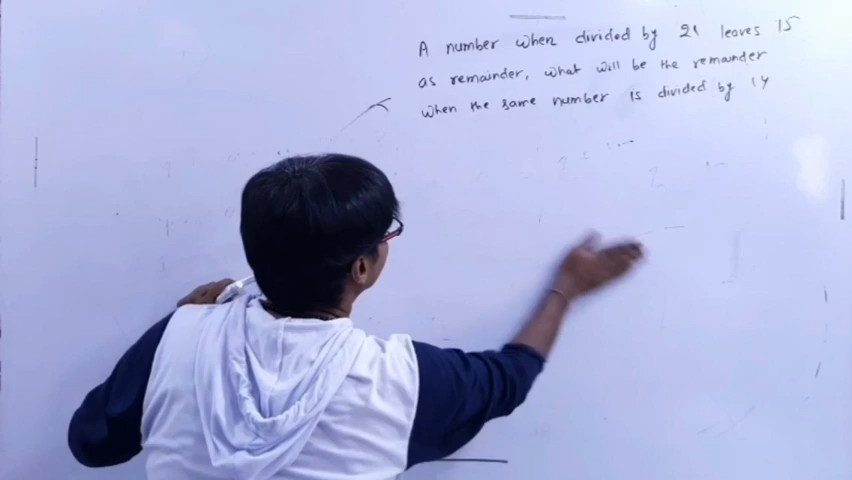 A number when divided by 21 leaves 15
as remainder, what will be the remainder
when the same number is divided by 14